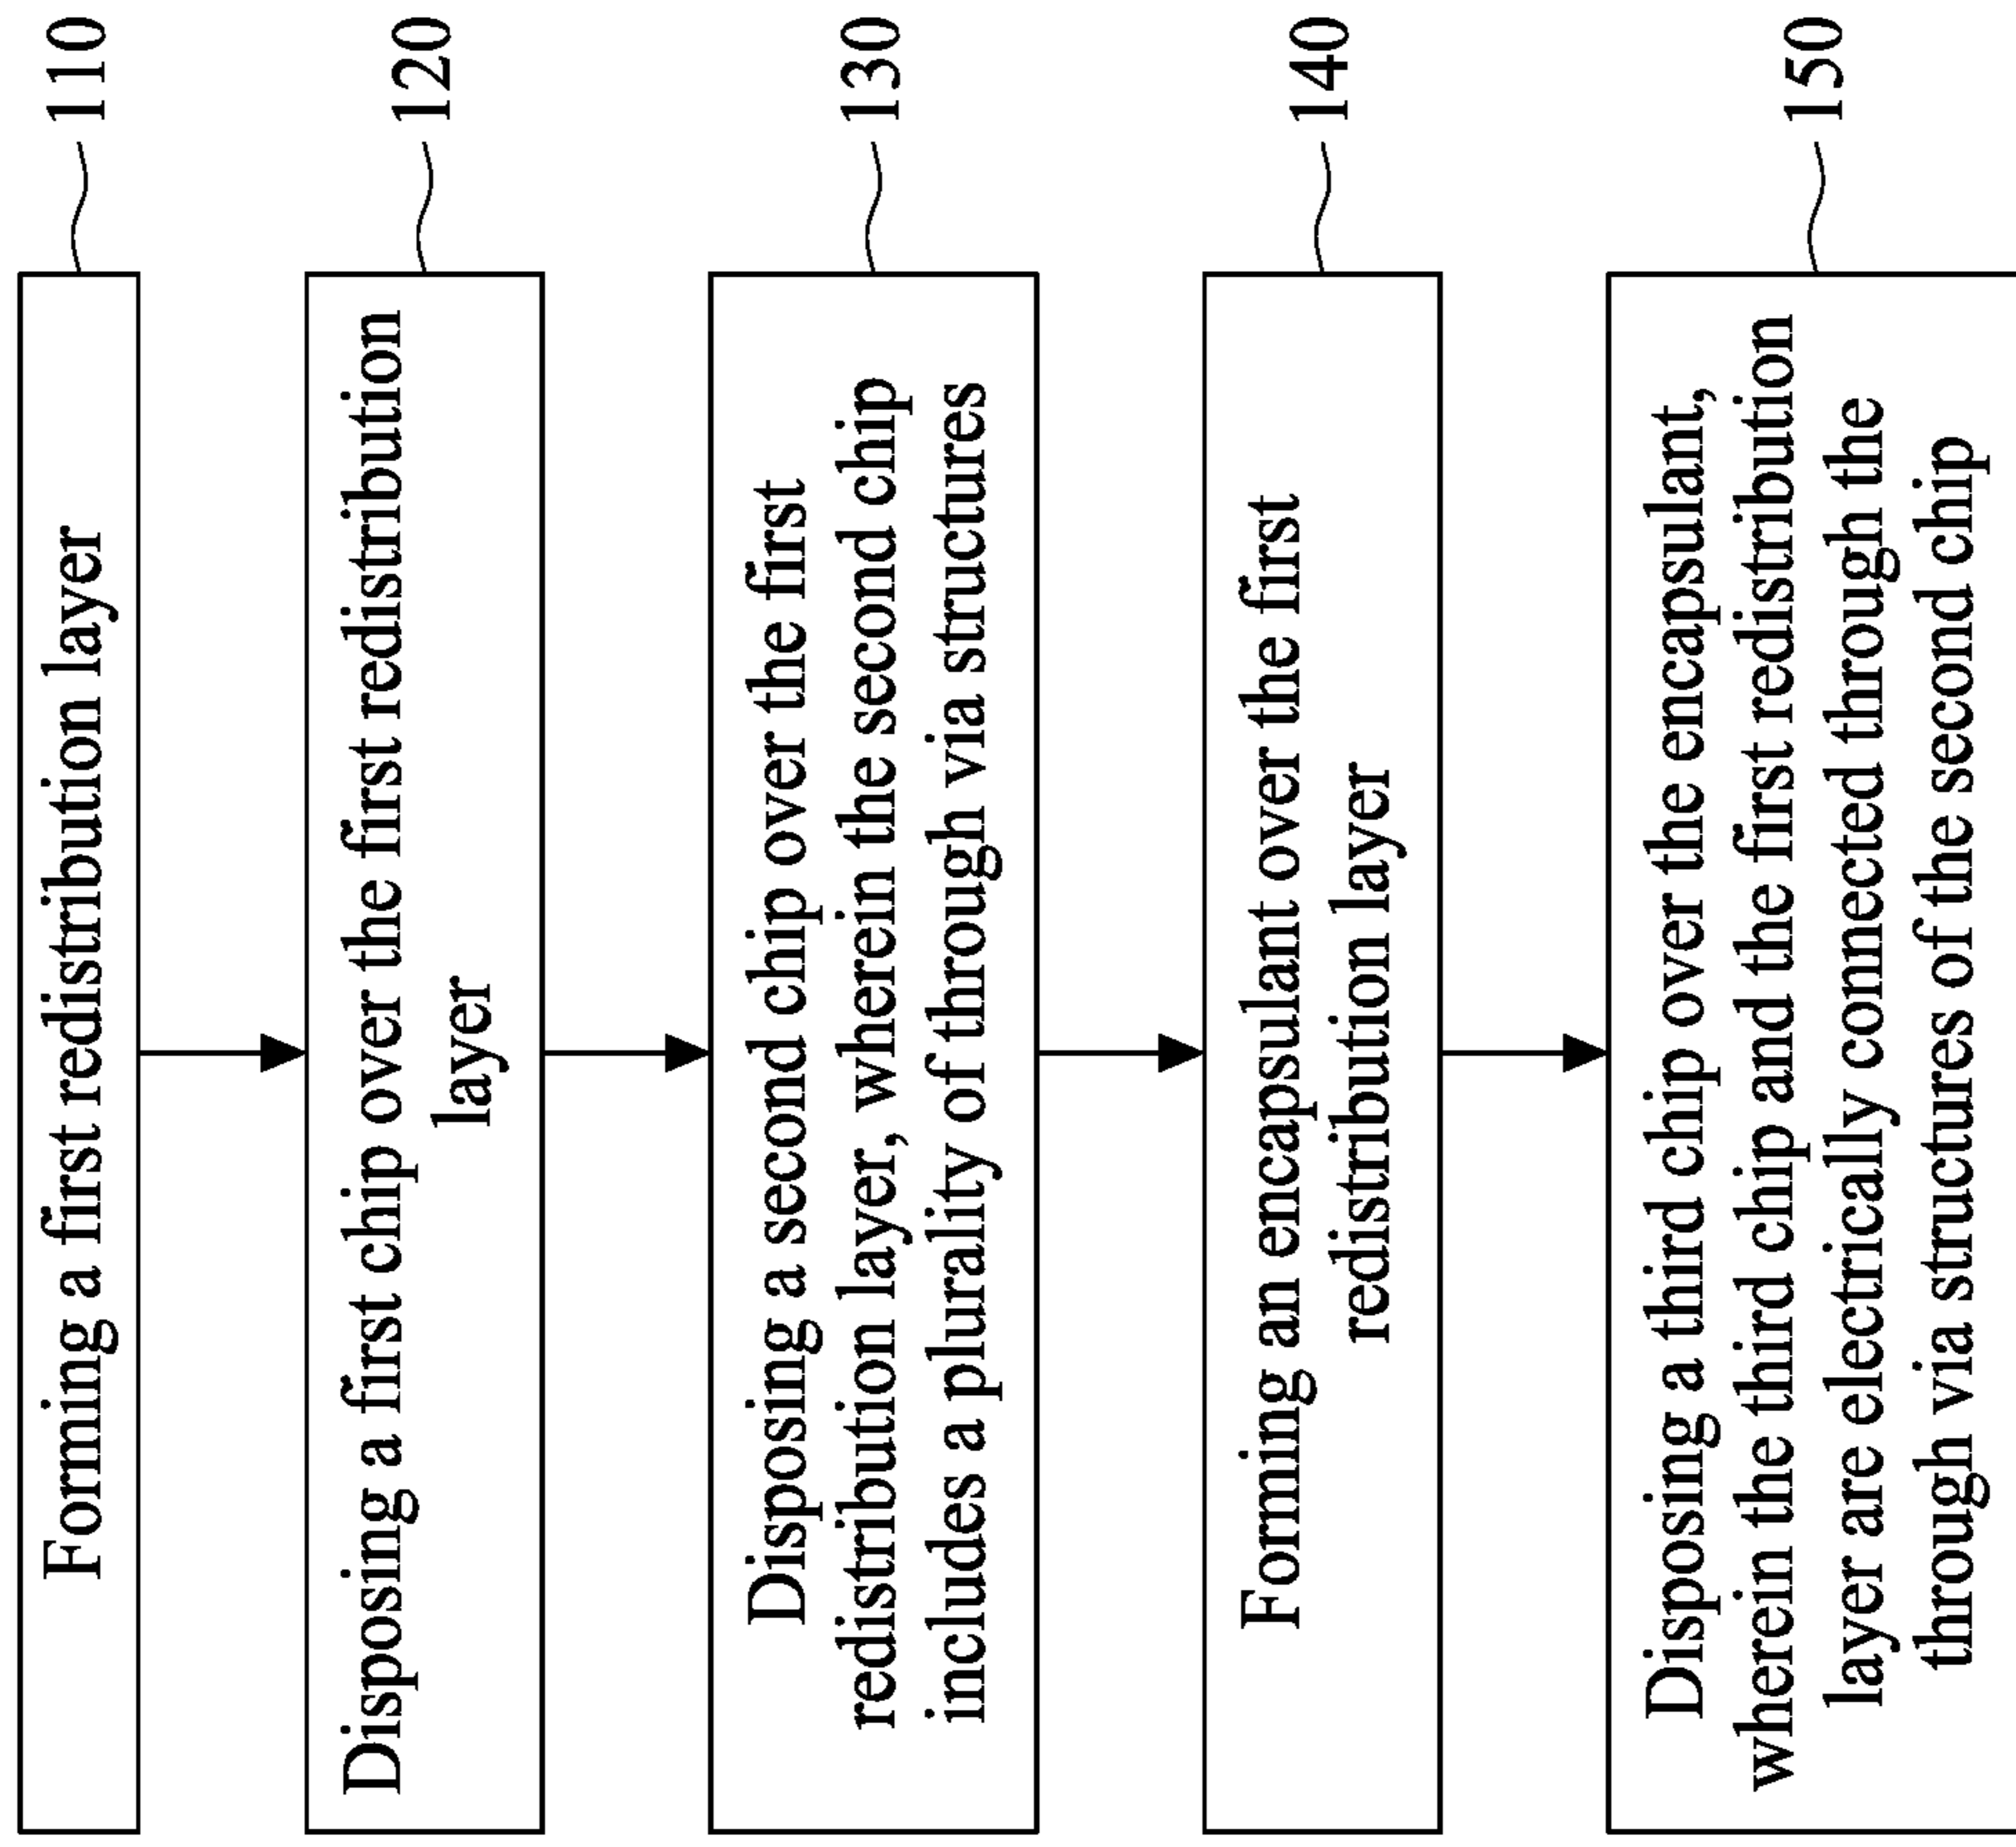 Forming a first redistribution layer
110
Disposing a first chip over the first redistribution
layer
120
Disposing a second chip over the first
redistribution layer, wherein the second chip
includes a plurality of through via structures
130
Forming an encapsulant over the first
redistribution layer
140
Disposing a third chip over the encapsulant,
wherein the third chip and the first redistribution
layer are electrically connected through the
through via structures of the second chip
150